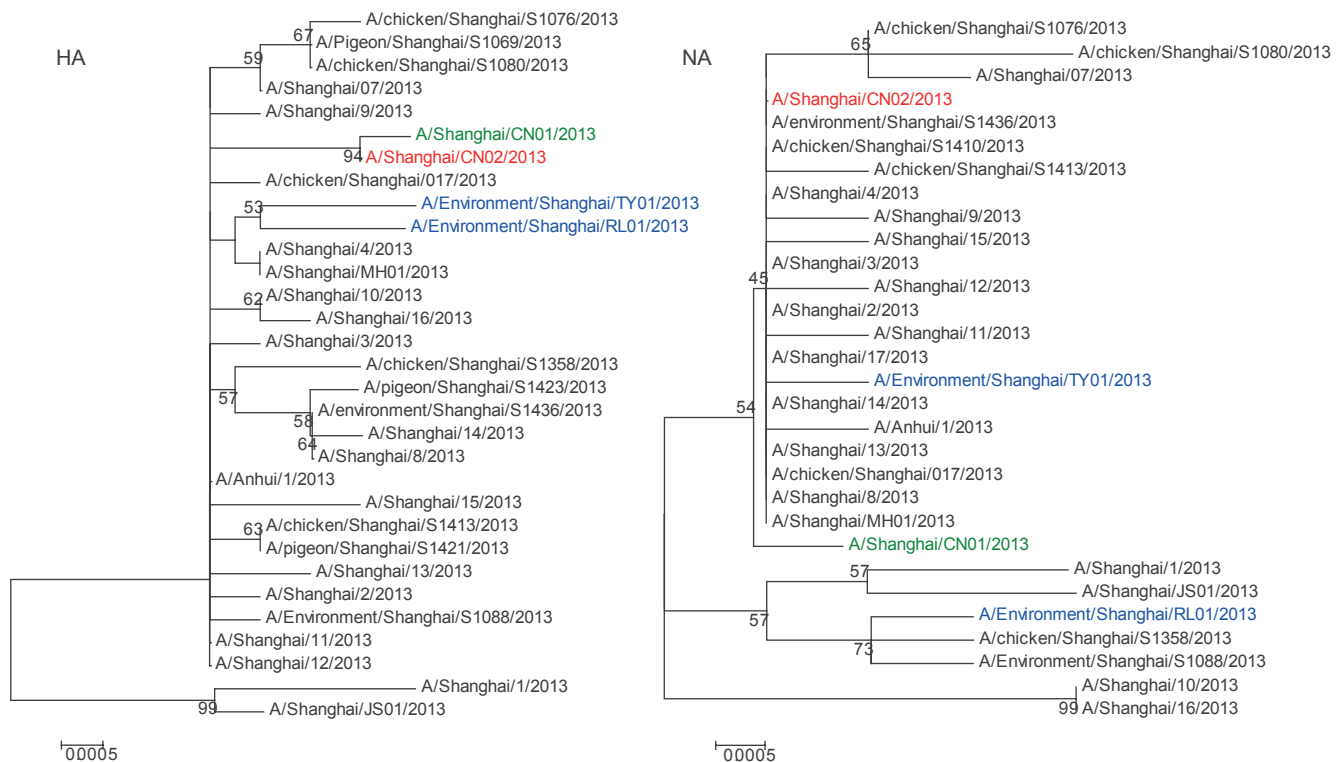 HA
A/chicken/Shanghai/S1076/2013
67
A/Pigeon/Shanghai/S1069/2013
59
A/chicken/Shanghai/S1080/2013
A/Shanghai/07/2013
A/Shanghai/9/2013
A/Shanghai/CN01/2013
94
A/Shanghai/CN02/2013
A/chicken/Shanghai/017/2013
53
A/Environment/Shanghai/TY01/2013
A/Environment/Shanghai/RL01/2013
A/Shanghai/4/2013
A/Shanghai/MH01/2013
62
A/Shanghai/10/2013
A/Shanghai/16/2013
A/Shanghai/3/2013
A/chicken/Shanghai/S1358/2013
57
A/pigeon/Shanghai/S1423/2013
A/environment/Shanghai/S1436/2013
58
A/Shanghai/14/2013
64
A/Shanghai/8/2013
A/Anhui/1/2013
A/Shanghai/15/2013
A/chicken/Shanghai/S1413/2013
63
A/pigeon/Shanghai/S1421/2013
A/Shanghai/13/2013
A/Shanghai/2/2013
A/Environment/Shanghai/S1088/2013
A/Shanghai/11/2013
A/Shanghai/12/2013
A/Shanghai/1/2013
99
A/Shanghai/JS01/2013
0.0005
NA
A/chicken/Shanghai/S1076/2013
65
A/chicken/Shanghai/S1080/2013
A/Shanghai/07/2013
A/Shanghai/CN02/2013
A/environment/Shanghai/S1436/2013
A/chicken/Shanghai/S1410/2013
A/chicken/Shanghai/S1413/2013
A/Shanghai/4/2013
A/Shanghai/9/2013
A/Shanghai/15/2013
A/Shanghai/3/2013
45
A/Shanghai/12/2013
A/Shanghai/2/2013
A/Shanghai/11/2013
A/Shanghai/17/2013
A/Environment/Shanghai/TY01/2013
54
A/Shanghai/14/2013
A/Anhui/1/2013
A/Shanghai/13/2013
A/chicken/Shanghai/017/2013
A/Shanghai/8/2013
A/Shanghai/MH01/2013
A/Shanghai/CN01/2013
57
A/Shanghai/1/2013
A/Shanghai/JS01/2013
57
A/Environment/Shanghai/RL01/2013
A/chicken/Shanghai/S1358/2013
73
A/Environment/Shanghai/S1088/2013
A/Shanghai/10/2013
99
A/Shanghai/16/2013
0.0005